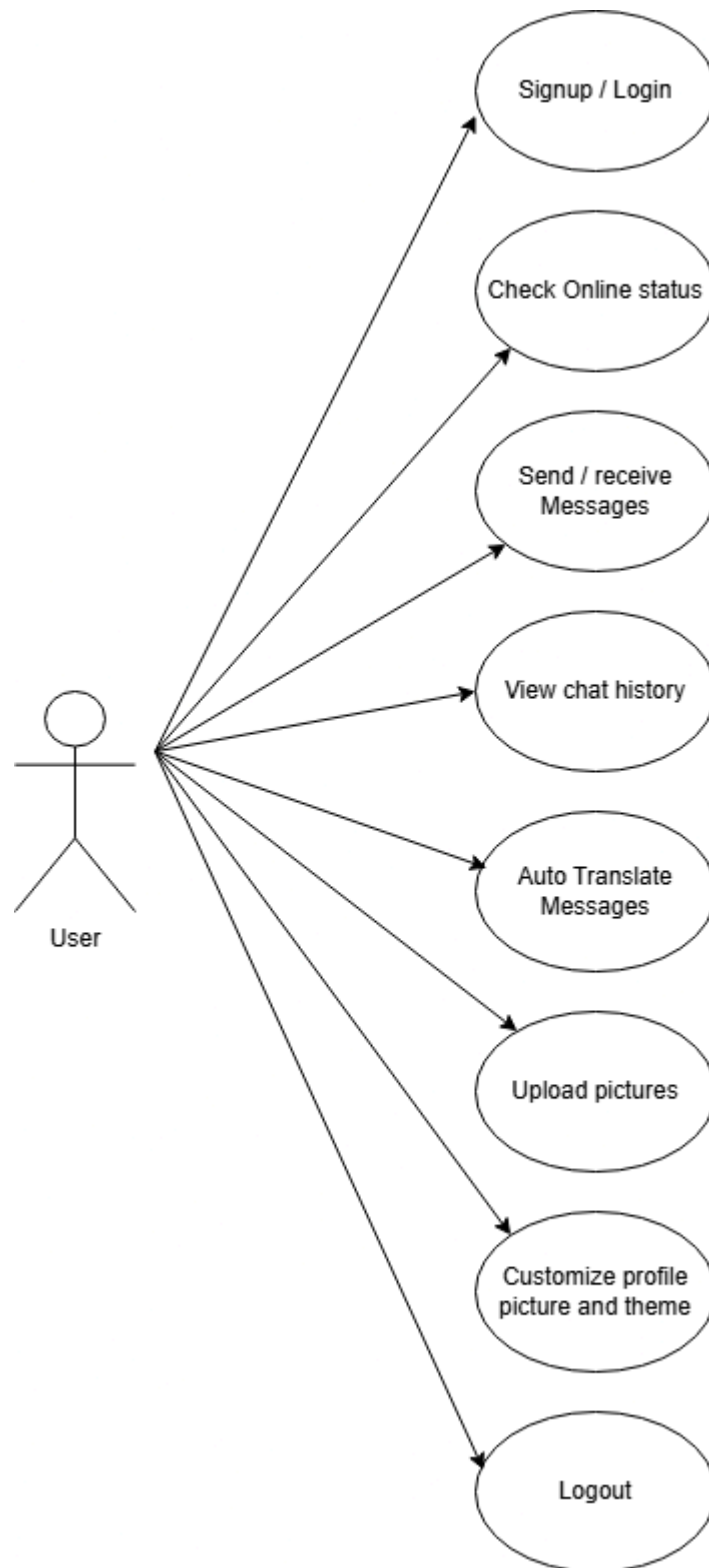 Signup / Login
Check Online status
Send / receive
Messages
View chat history
User
Auto Translate
Messages
Upload pictures
Customize profile
picture and theme
Logout